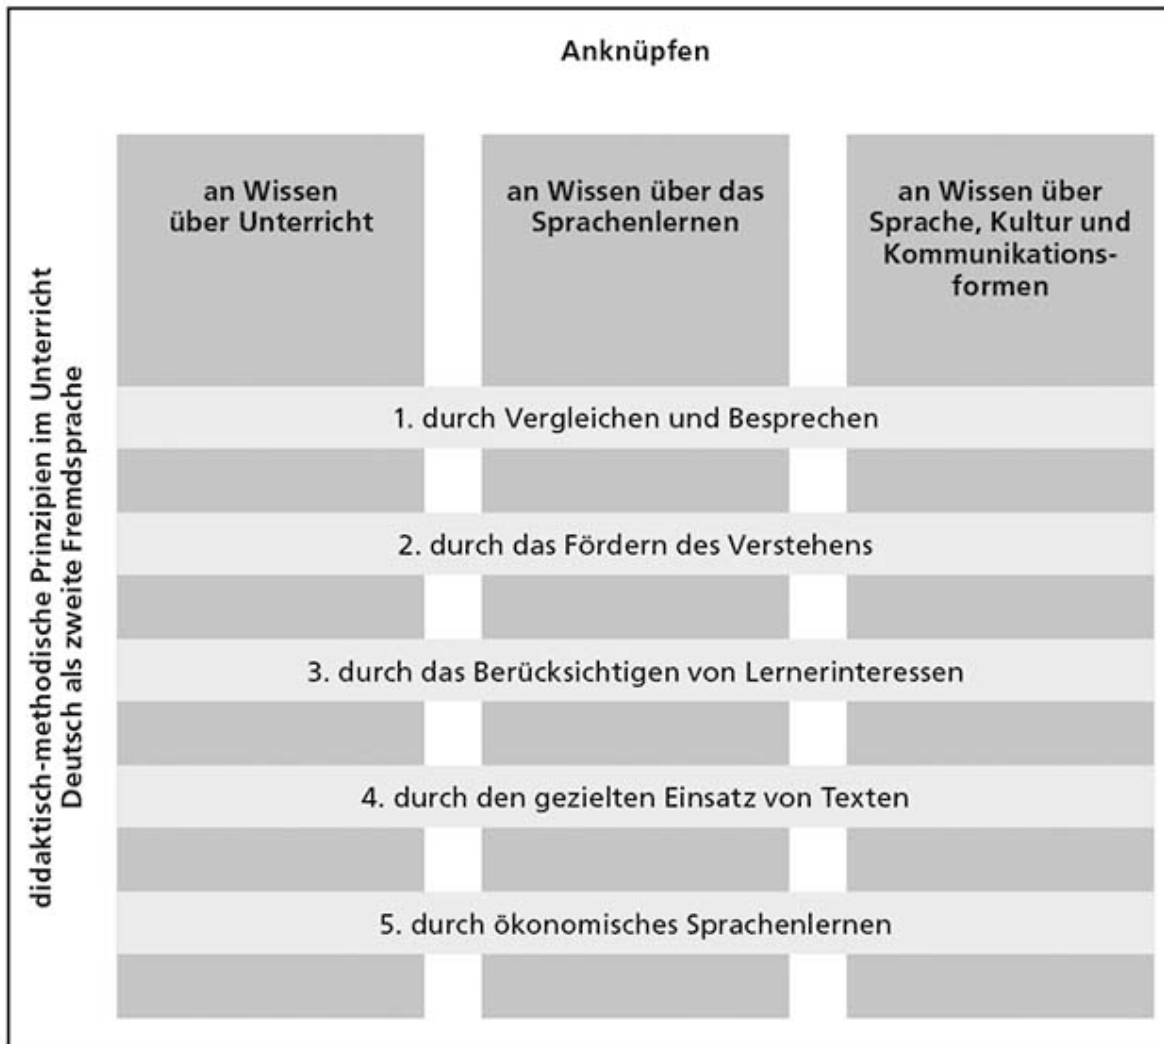 Anknüpfen
an Wissen
über Unterricht
an Wissen über das
Sprachenlernen
an Wissen über
Sprache, Kultur und
Kommunikations-
formen
didaktisch-methodische Prinzipien im Unterricht
Deutsch als zweite Fremdsprache
1. durch Vergleichen und Besprechen
2. durch das Fördern des Verstehens
3. durch das Berücksichtigen von Lernerinteressen
4. durch den gezielten Einsatz von Texten
5. durch ökonomisches Sprachenlernen